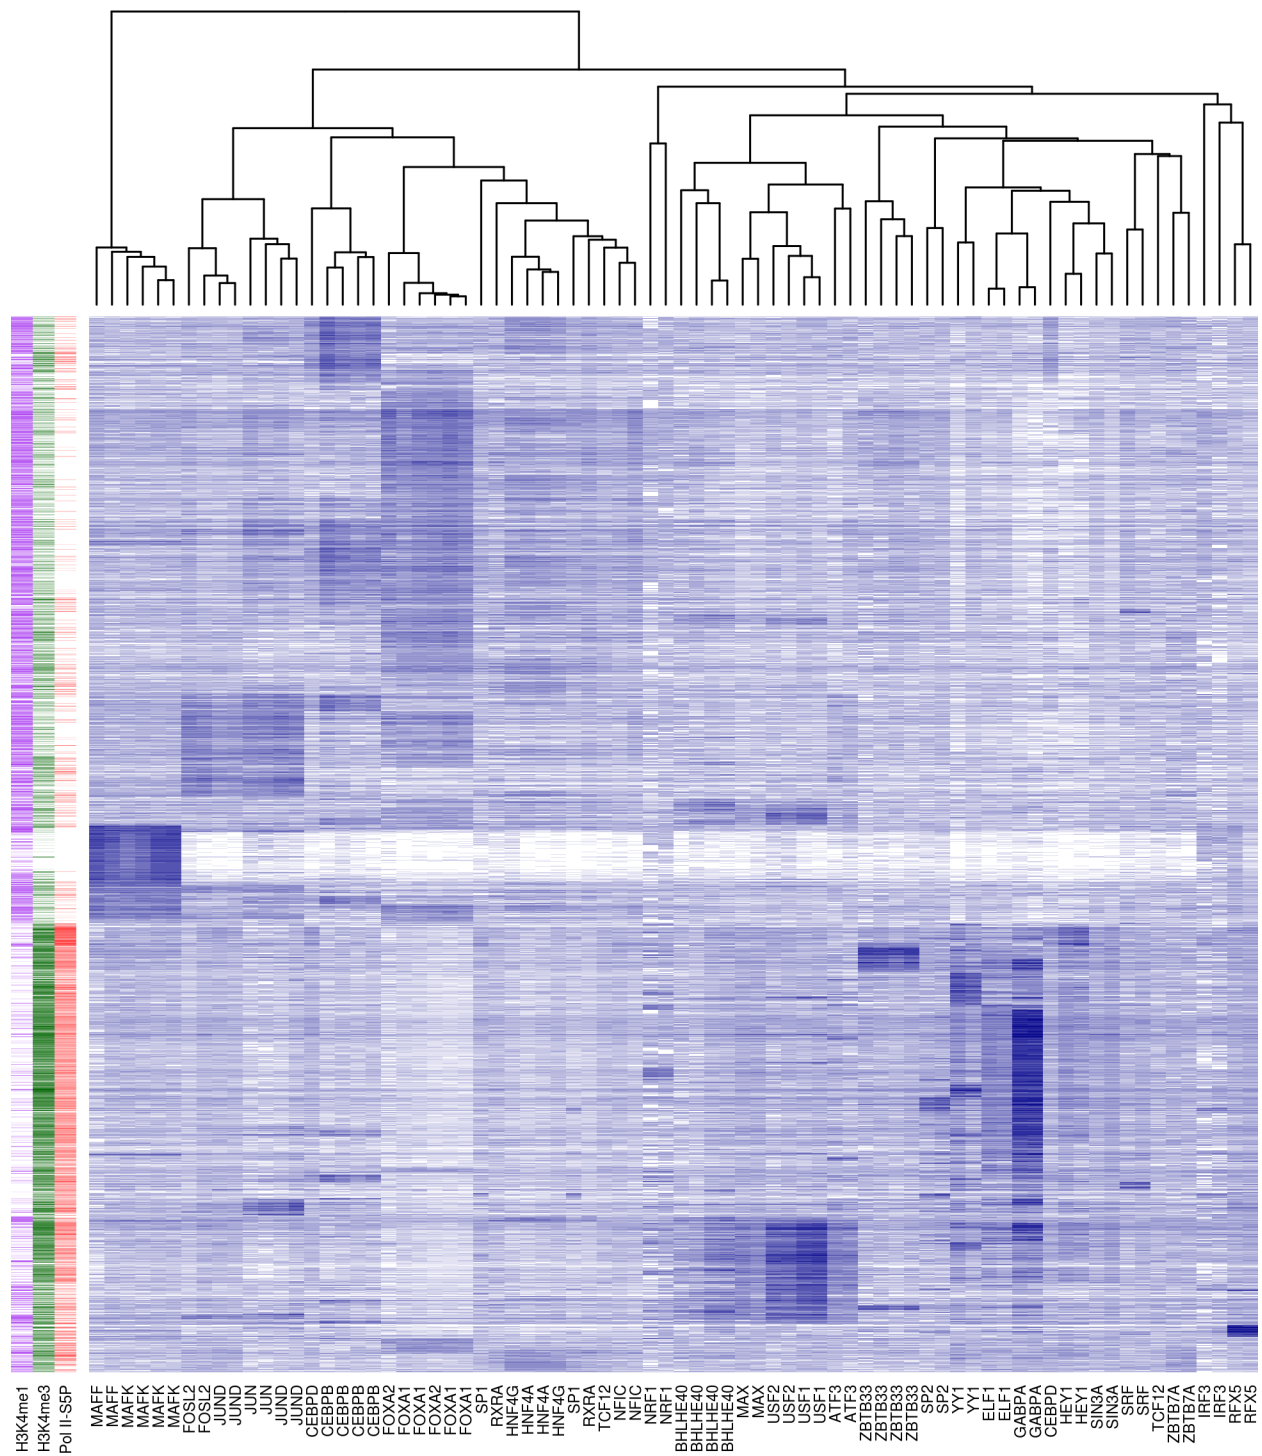 H3K4me1
H3K4me3
Pol II-S5P
MAFF
MAFF
MAFK
MAFK
MAFK
MAFK
FOSL2
FOSL2
JUND
JUND
JUN
JUN
JUND
JUND
CEBPD
CEBPB
CEBPB
CEBPB
CEBPB
FOXA2
FOXA1
FOXA1
FOXA2
FOXA1
FOXA1
SP1
RXRA
HNF4G
HNF4A
HNF4A
HNF4G
SP1
RXRA
TCF12
NFIC
NFIC
NRF1
NRF1
BHLHE40
BHLHE40
BHLHE40
BHLHE40
MAX
MAX
USF2
USF2
USF1
USF1
ATF3
ATF3
ZBTB33
ZBTB33
ZBTB33
ZBTB33
SP2
SP2
YY1
YY1
ELF1
ELF1
GABPA
GABPA
CEBPD
HEY1
HEY1
SIN3A
SIN3A
SRF
SRF
TCF12
ZBTB7A
ZBTB7A
IRF3
IRF3
RFX5
RFX5